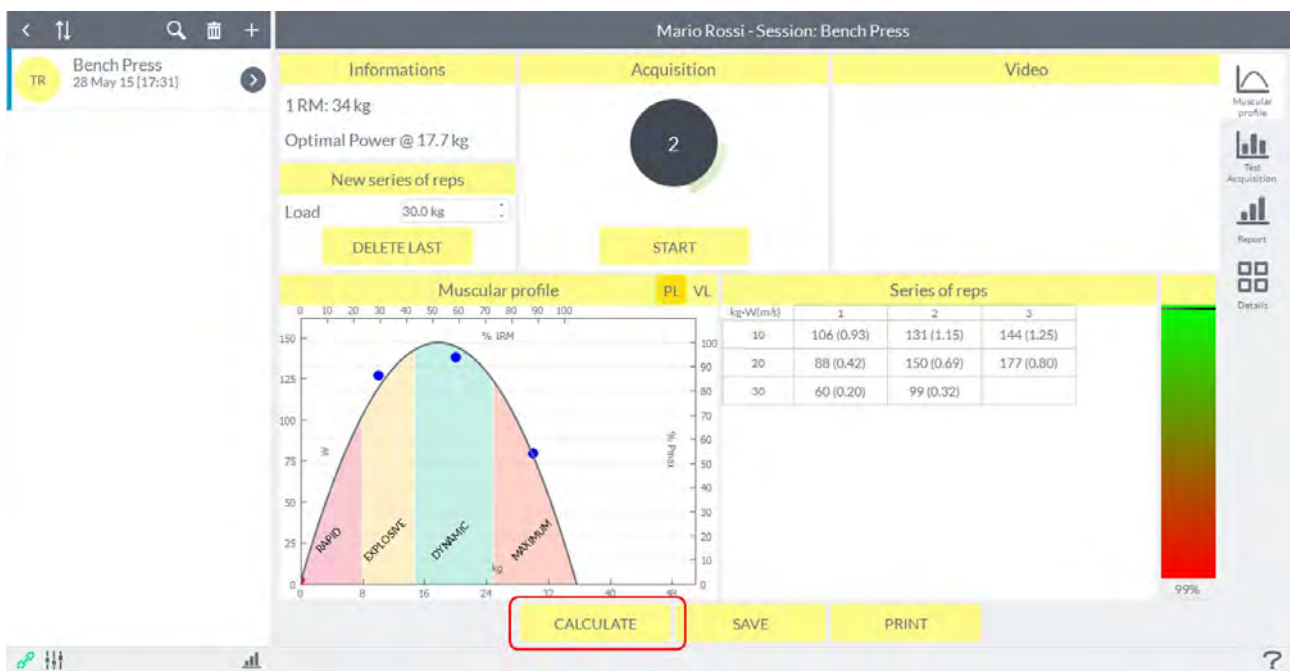 Mario Rossi - Session: Bench Press
TR
Bench Press
28 May 15 [17:31]
Informations
1 RM: 34 kg
Optimal Power @ 17.7 kg
New series of reps
Load 30.0 kg
DELETE LAST
Acquisition
2
START
Video
Muscular
profile
Test
Acquisition
Report
Details
Muscular profile PL VL
0 10 20 30 40 50 60 70 80 90 100
% 1RM
150
125
100
75
50
25
0
W
100
90
80
70
60
50
40
30
20
10
0
% Pmax
RAPID
EXPLOSIVE
DYNAMIC
MAXIMUM
kg
0 8 16 24 32 40 48
Series of reps
kg-W(m/s) 1 2 3
10 106 (0.93) 131 (1.15) 144 (1.25)
20 88 (0.42) 150 (0.69) 177 (0.80)
30 60 (0.20) 99 (0.32)
99%
CALCULATE
SAVE
PRINT
?